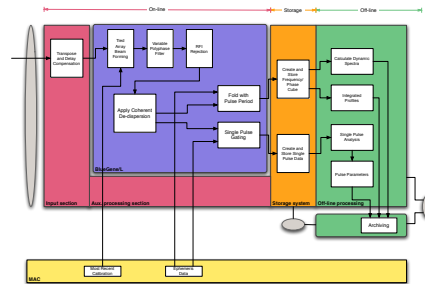 On-line
Storage
Off-line
Transpose
and Delay
Compensation
Tied
Array
Beam
Forming
Variable
Polyphase
Filter
RFI
Rejection
Calculate Dynamic
Spectra
Create and
Store
Frequency/
Phase
Cube
Integrated
Profiles
Fold with
Pulse Period
Apply Coherent
De-dispersion
Single Pulse
Gating
Create and
Store Single
Pulse Data
Single Pulse
Analysis
Pulse Parameters
BlueGene/L
Input section
Aux. processing section
Storage system
Off-line processing
Archiving
Most Recent
Calibration
Ephemeris
Data
MAC